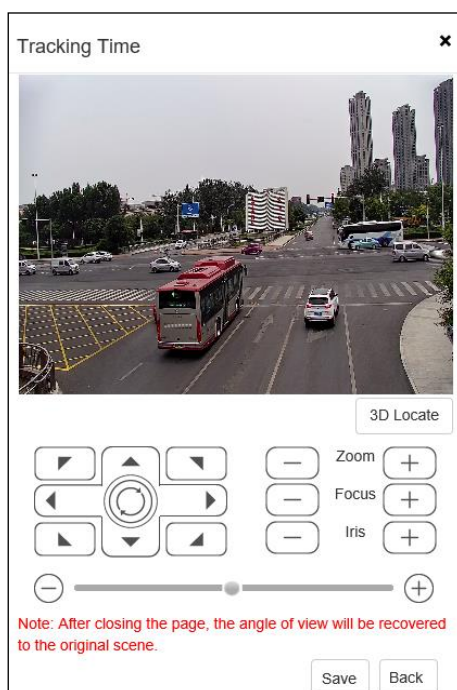 Tracking Time
3D Locate
Zoom
Focus
Iris
Note: After closing the page, the angle of view will be recovered
to the original scene.
Save
Back